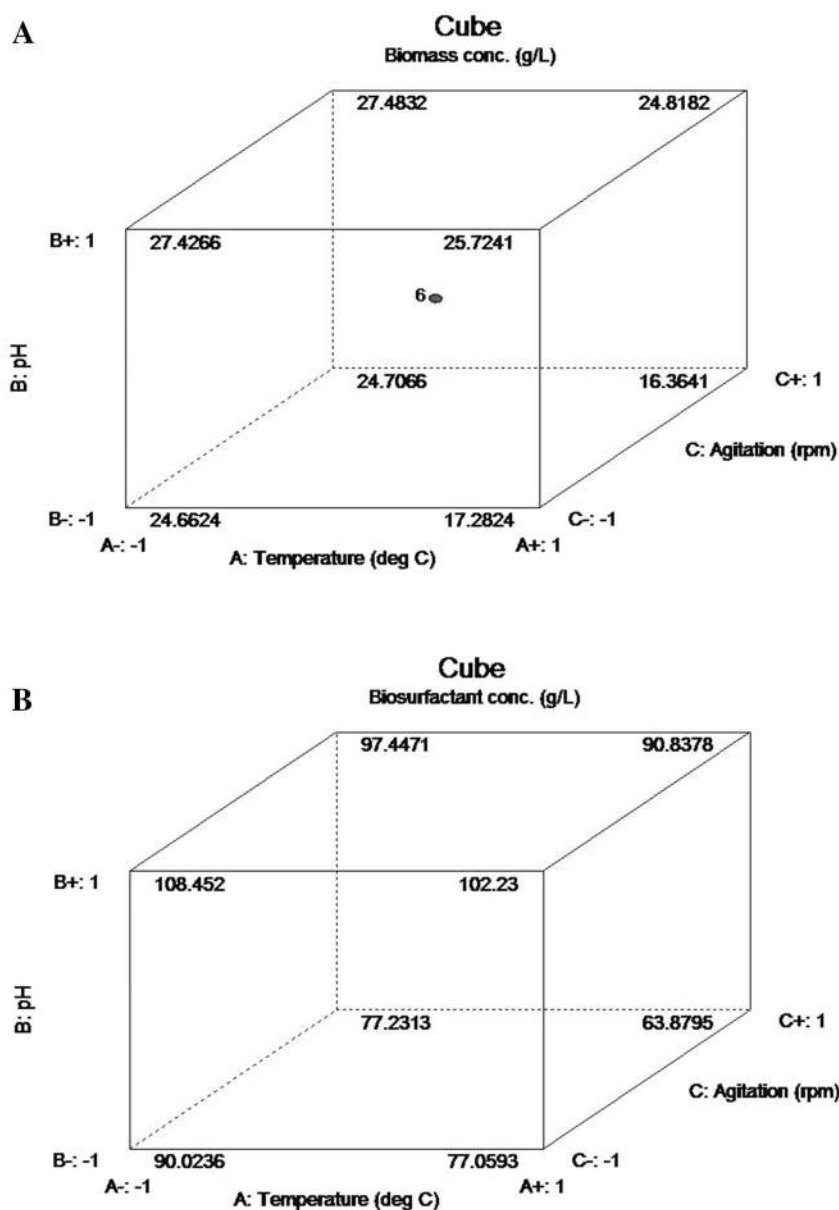 A
Cube
Biomass conc. (g/L)
27.4832 24.8182
B+: 1 27.4266 25.7241
6
B: pH
24.7066 16.3641 C+: 1
C: Agitation (rpm)
B-: -1 24.6624 17.2824 C-: -1
A-: -1 A: Temperature (deg C) A+: 1
B
Cube
Biosurfactant conc. (g/L)
97.4471 90.8378
B+: 1 108.452 102.23
B: pH
77.2313 63.8795 C+: 1
C: Agitation (rpm)
B-: -1 90.0236 77.0593 C-: -1
A-: -1 A: Temperature (deg C) A+: 1